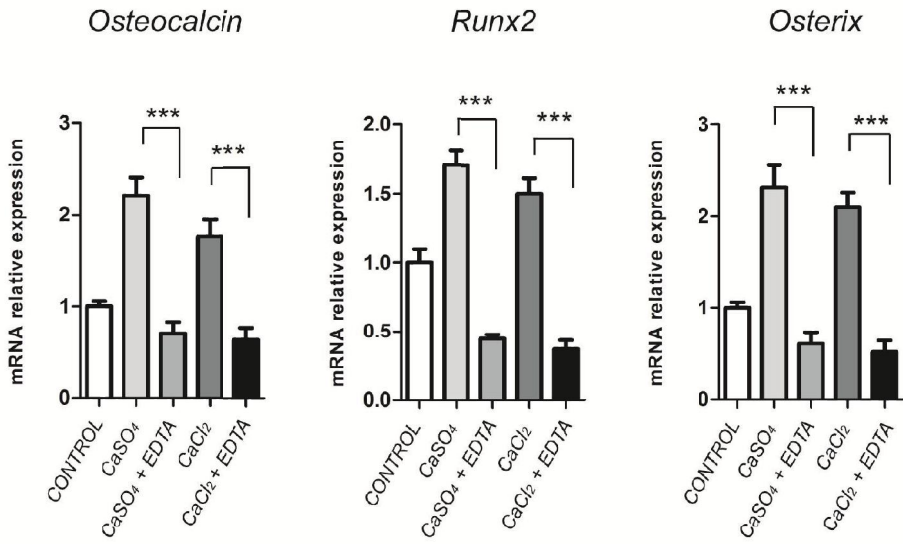 Osteocalcin
mRNA relative expression
3
2
1
0
***
***
CONTROL
CaSO₄
CaSO₄ + EDTA
CaCl₂
CaCl₂ + EDTA
Runx2
mRNA relative expression
2.0
1.5
1.0
0.5
0.0
***
***
CONTROL
CaSO₄
CaSO₄ + EDTA
CaCl₂
CaCl₂ + EDTA
Osterix
mRNA relative expression
3
2
1
0
***
***
CONTROL
CaSO₄
CaSO₄ + EDTA
CaCl₂
CaCl₂ + EDTA